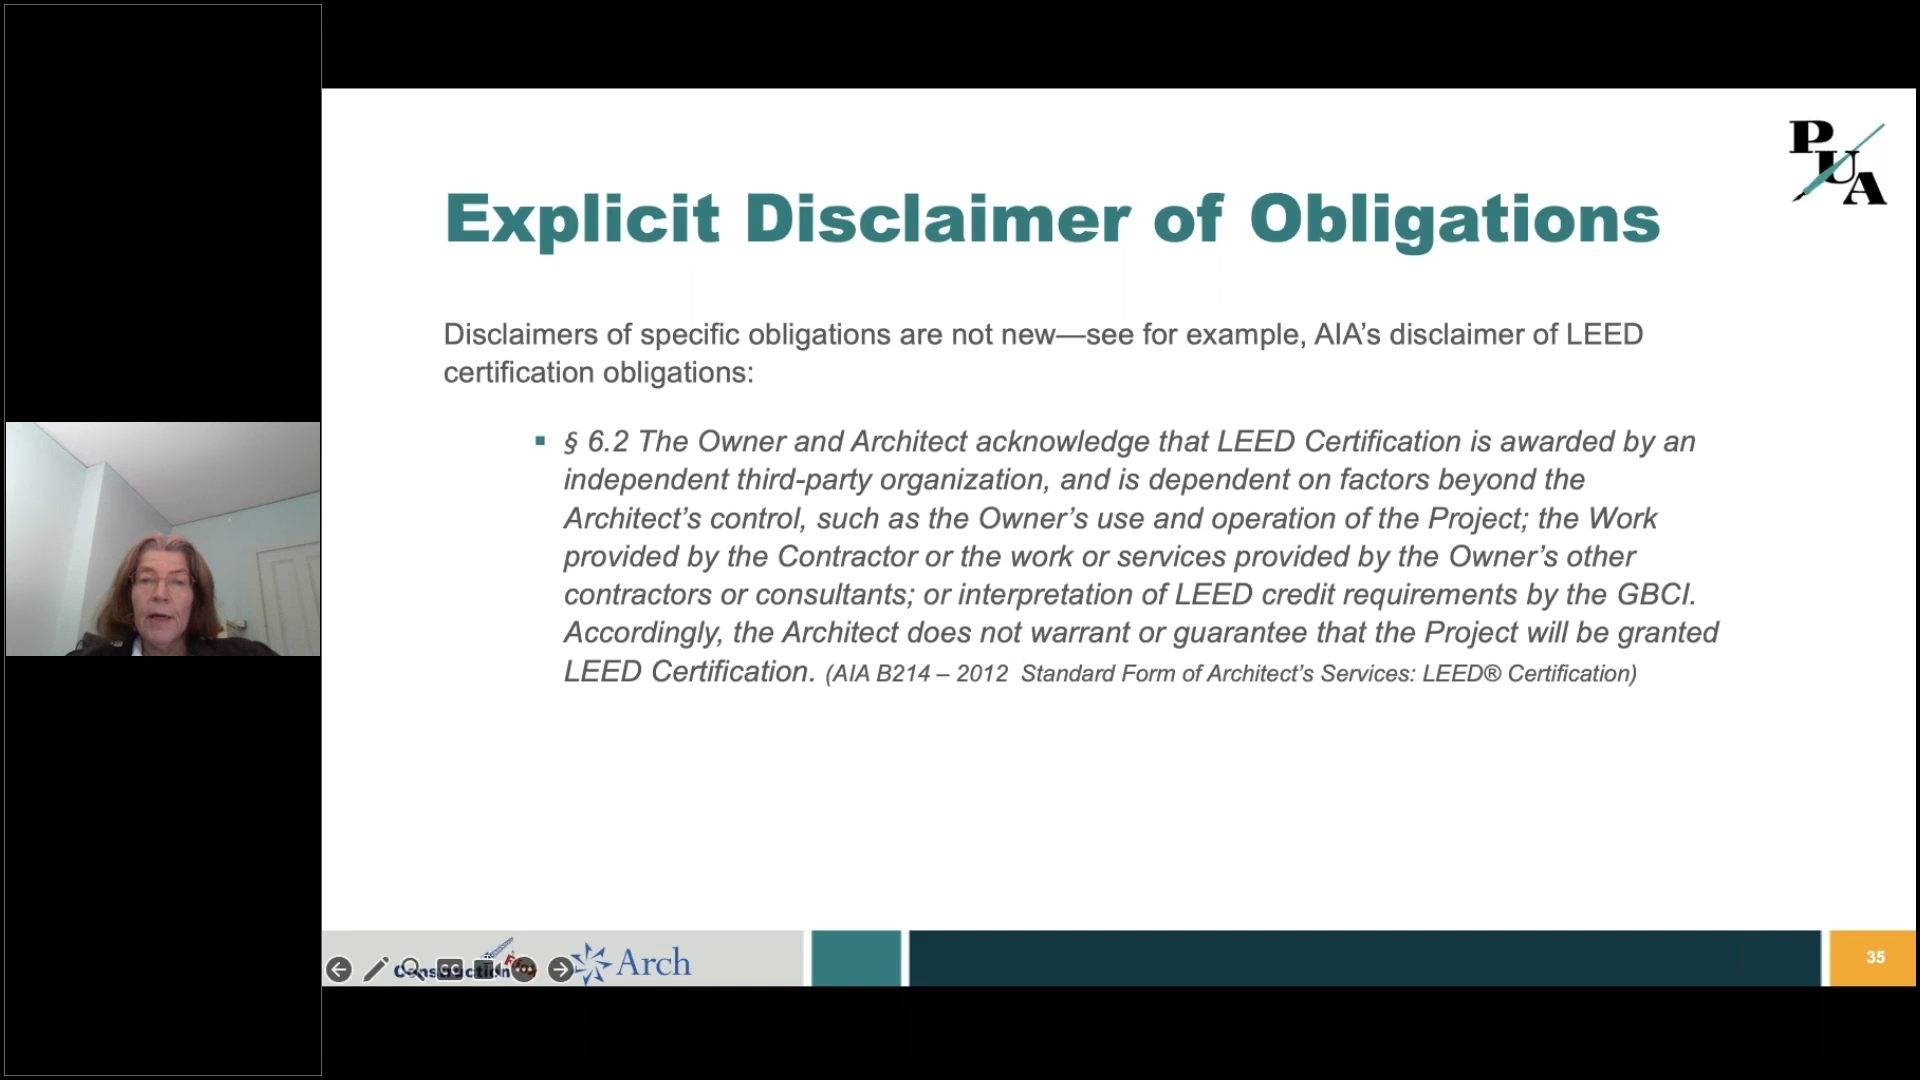 PUA
Explicit Disclaimer of Obligations
Disclaimers of specific obligations are not new—see for example, AIA’s disclaimer of LEED
certification obligations:
▪ § 6.2 The Owner and Architect acknowledge that LEED Certification is awarded by an
independent third-party organization, and is dependent on factors beyond the
Architect’s control, such as the Owner’s use and operation of the Project; the Work
provided by the Contractor or the work or services provided by the Owner’s other
contractors or consultants; or interpretation of LEED credit requirements by the GBCI.
Accordingly, the Architect does not warrant or guarantee that the Project will be granted
LEED Certification. (AIA B214 – 2012 Standard Form of Architect’s Services: LEED® Certification)
Construction
Arch
35